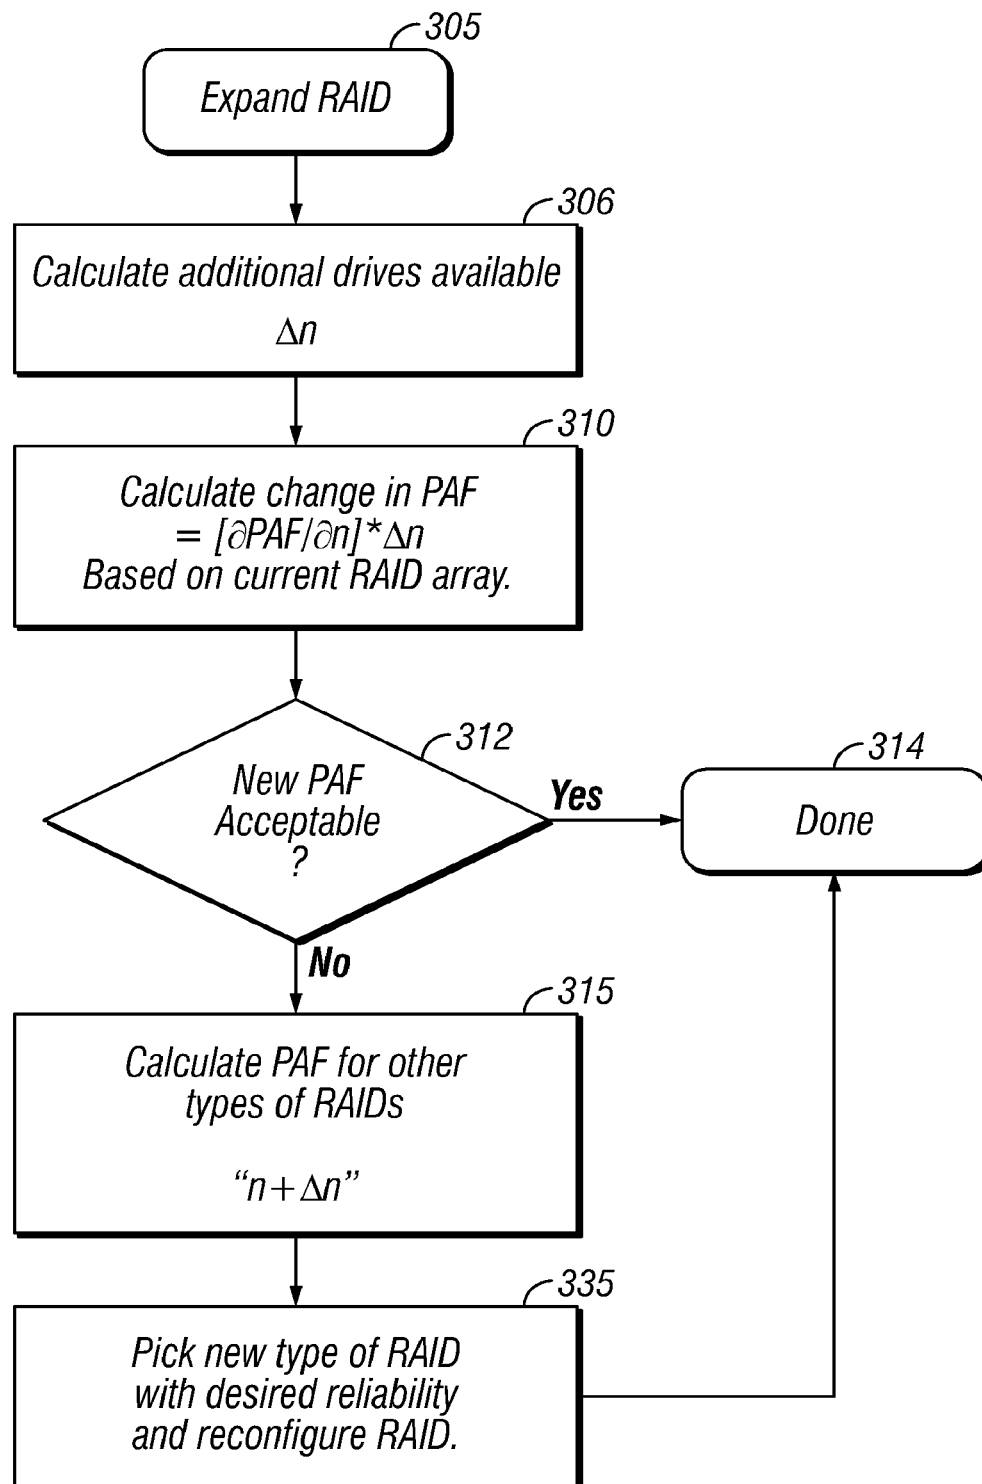 305
Expand RAID
306
Calculate additional drives available
Δn
310
Calculate change in PAF
= [∂PAF/∂n]*Δn
Based on current RAID array.
312
New PAF
Acceptable
?
Yes
314
Done
No
315
Calculate PAF for other
types of RAIDs
“n+Δn”
335
Pick new type of RAID
with desired reliability
and reconfigure RAID.